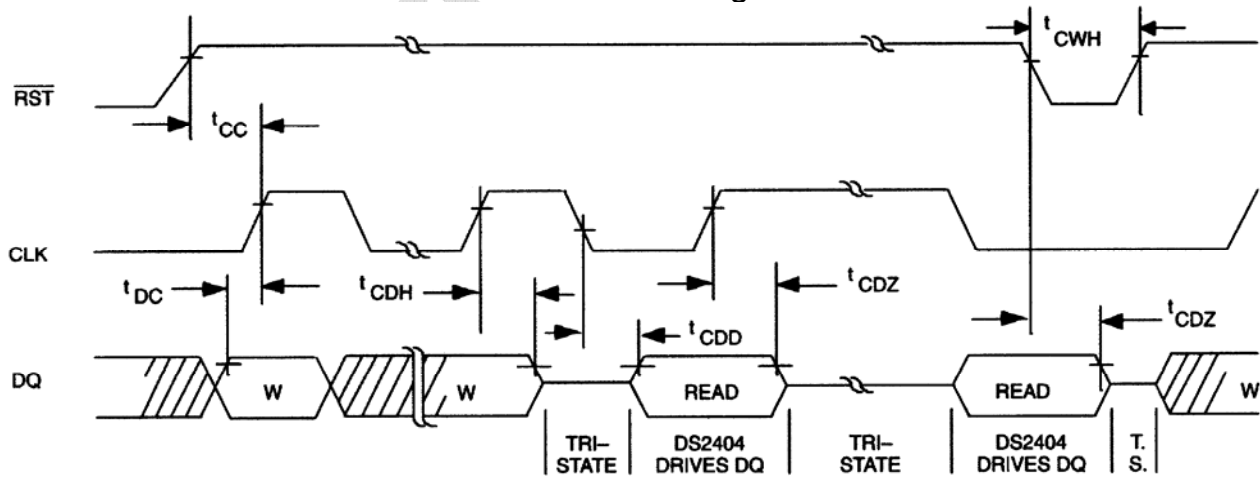 t CWH
RST
t CC
CLK
t DC
t CDH
t CDZ
t CDD
t CDZ
DQ
W
W
READ
READ
W
TRI–
STATE
DS2404
DRIVES DQ
TRI–
STATE
DS2404
DRIVES DQ
T.
S.